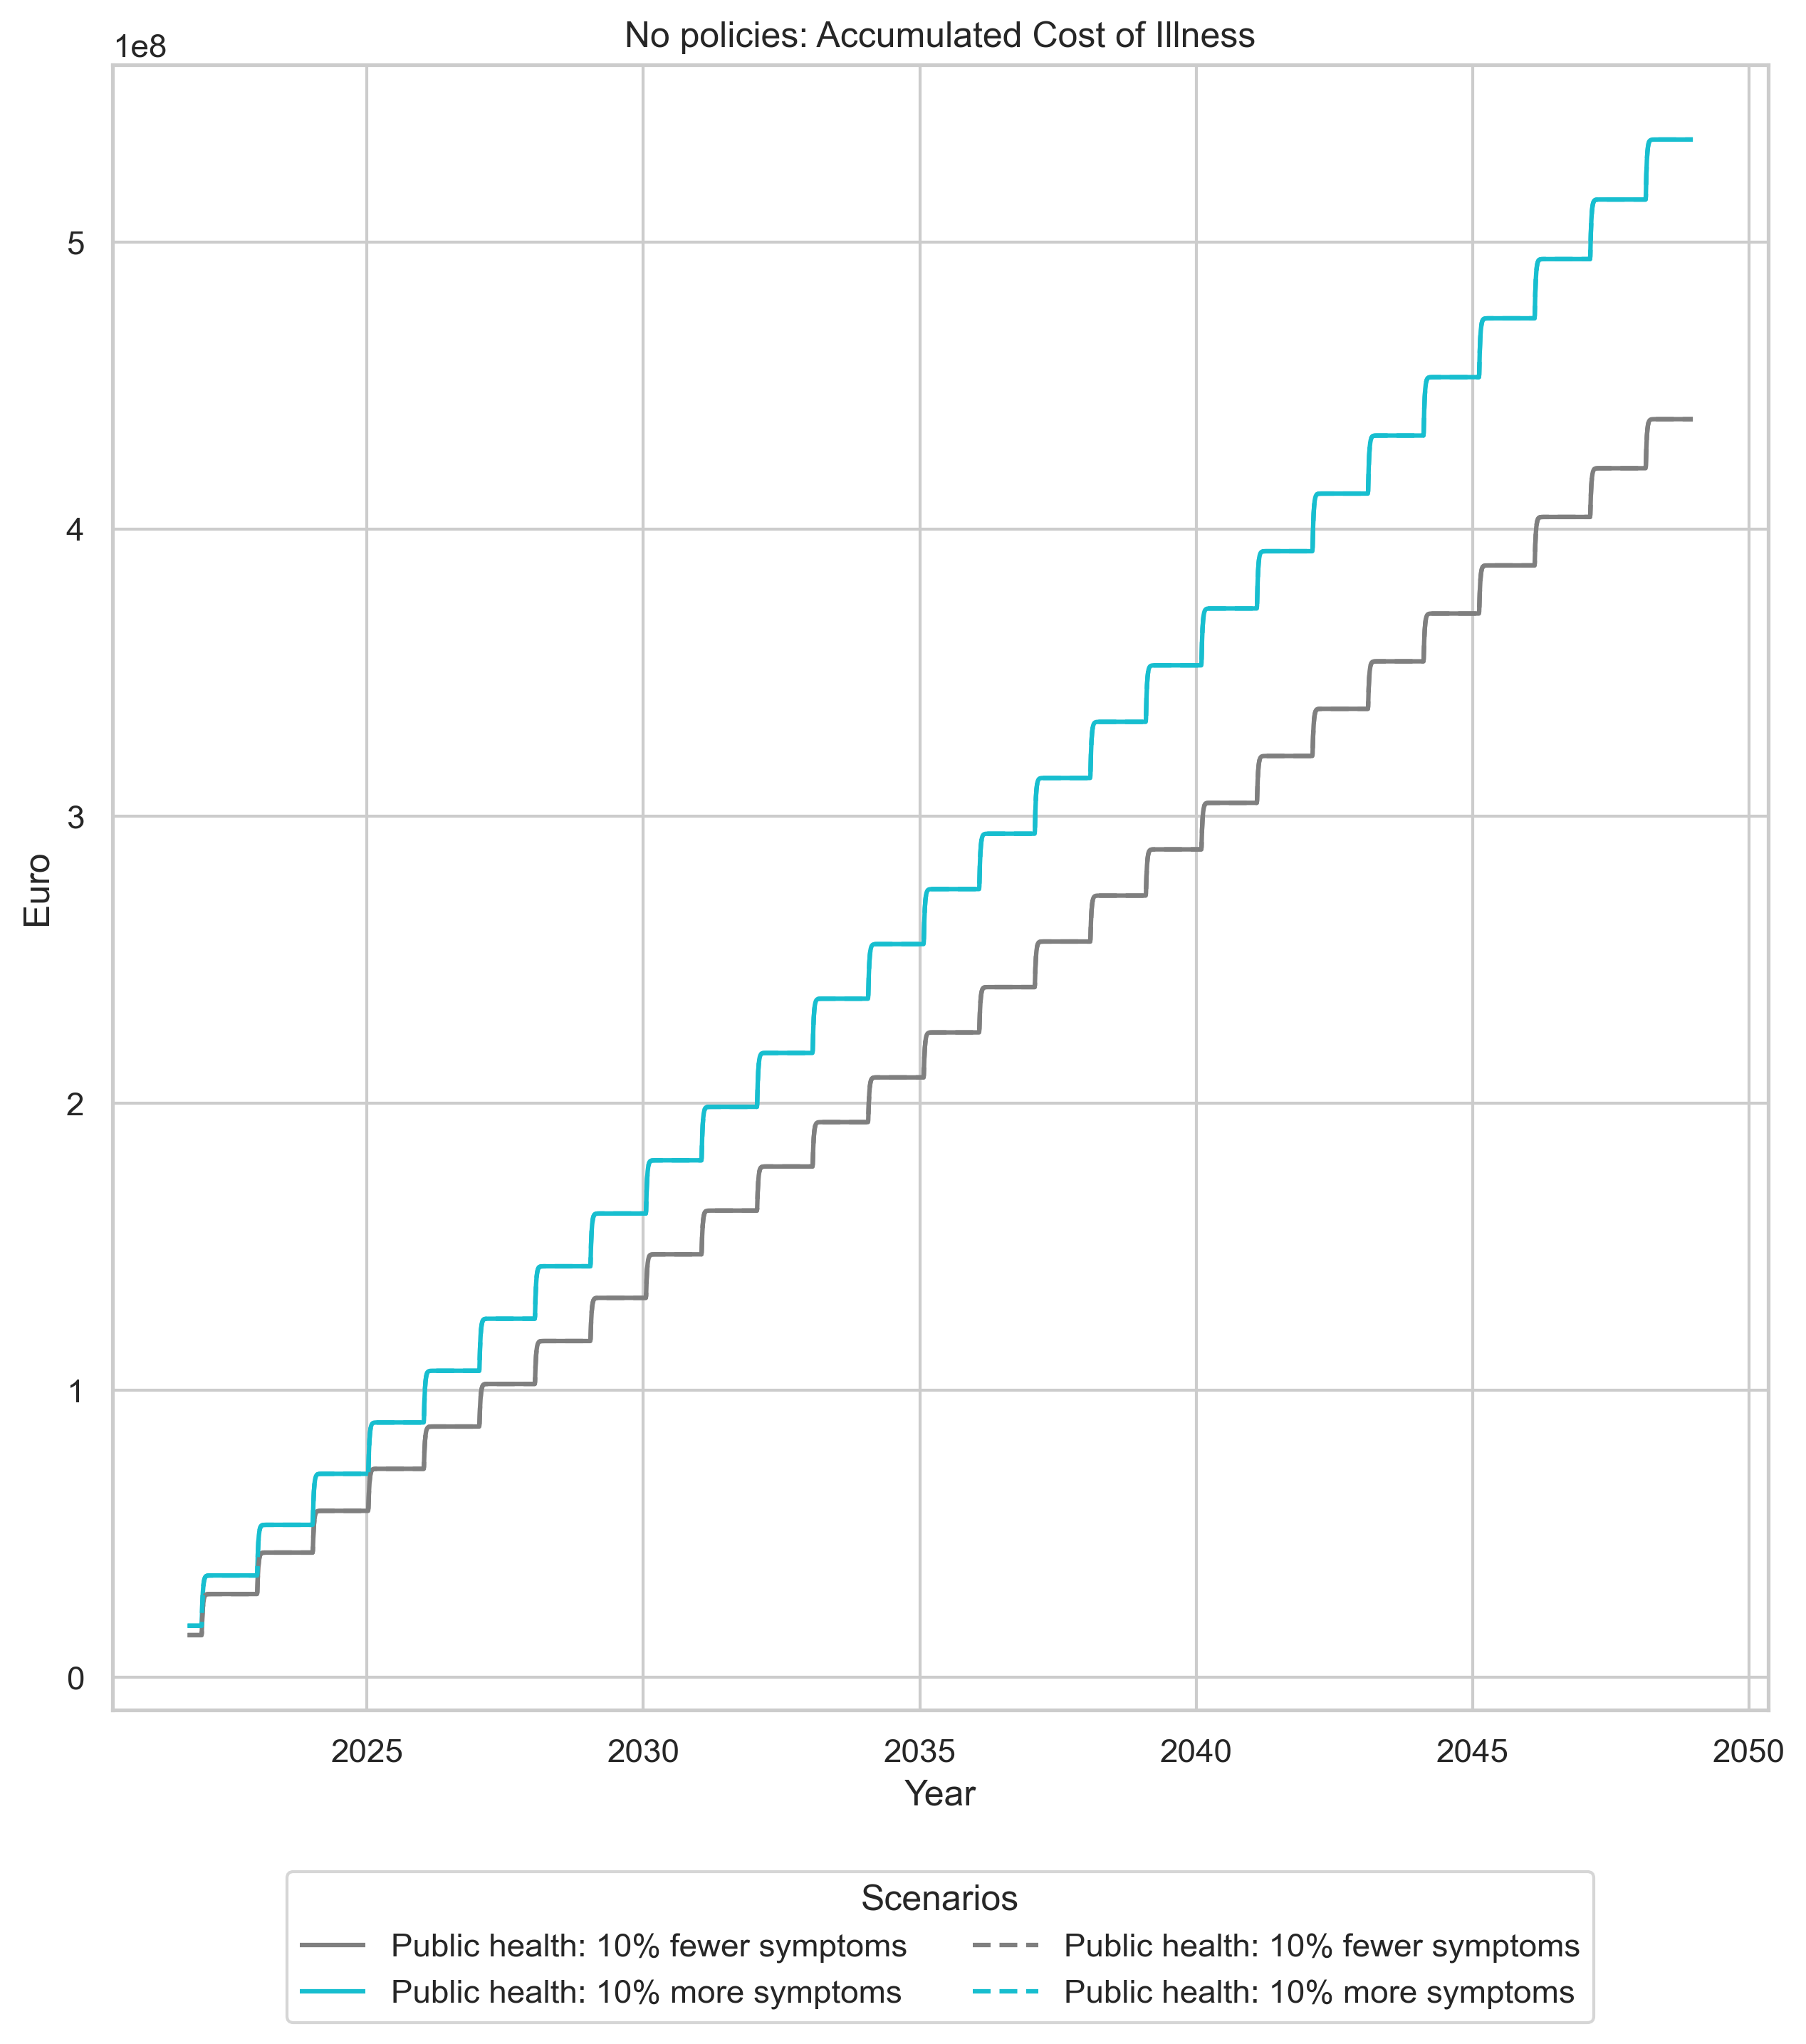 No policies: Accumulated Cost of Illness
1e8
5
4
3
2
1
0
Euro
2025 2030 2035 2040 2045 2050
Year
Scenarios
Public health: 10% fewer symptoms Public health: 10% fewer symptoms
Public health: 10% more symptoms Public health: 10% more symptoms